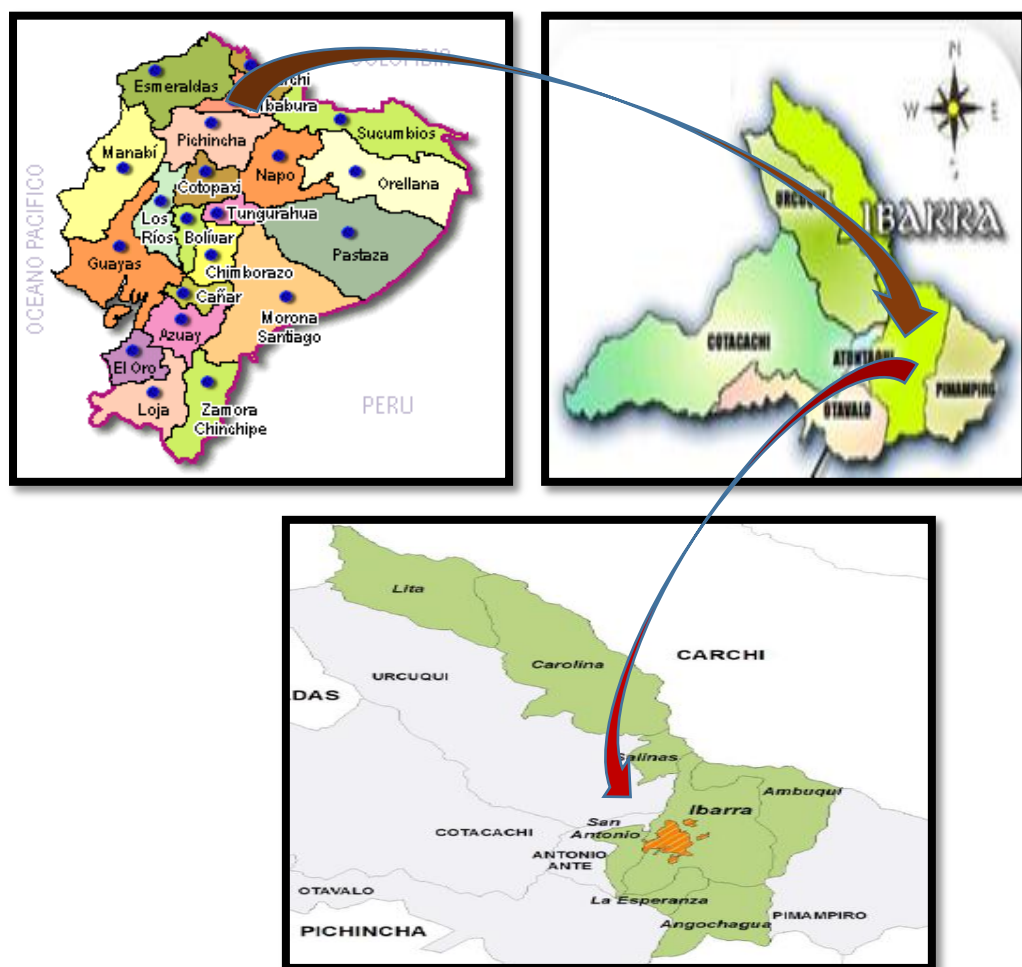 COLOMBIA
Esmeraldas
Pichincha
Sucumbios
Manabí
Napo
Orellana
Cotopaxi
OCEANO PACIFICO
Los
Ríos
Bolívar
Tungurahua
Pastaza
Guayas
Chimborazo
Cañar
Morona
Santiago
Azuay
El Oro
Loja
Zamora
Chinchipe
PERU
N
W
E
URCUQUI
IBARRA
COTACACHI
PIMAMPIRO
OTAVALO
Lita
Carolina
CARCHI
URCUQUI
DAS
Salinas
Ambuqui
Ibarra
San
Antonio
COTACACHI
ANTONIO
ANTE
OTAVALO
La Esperanza
PIMAMPIRO
Angochagua
PICHINCHA